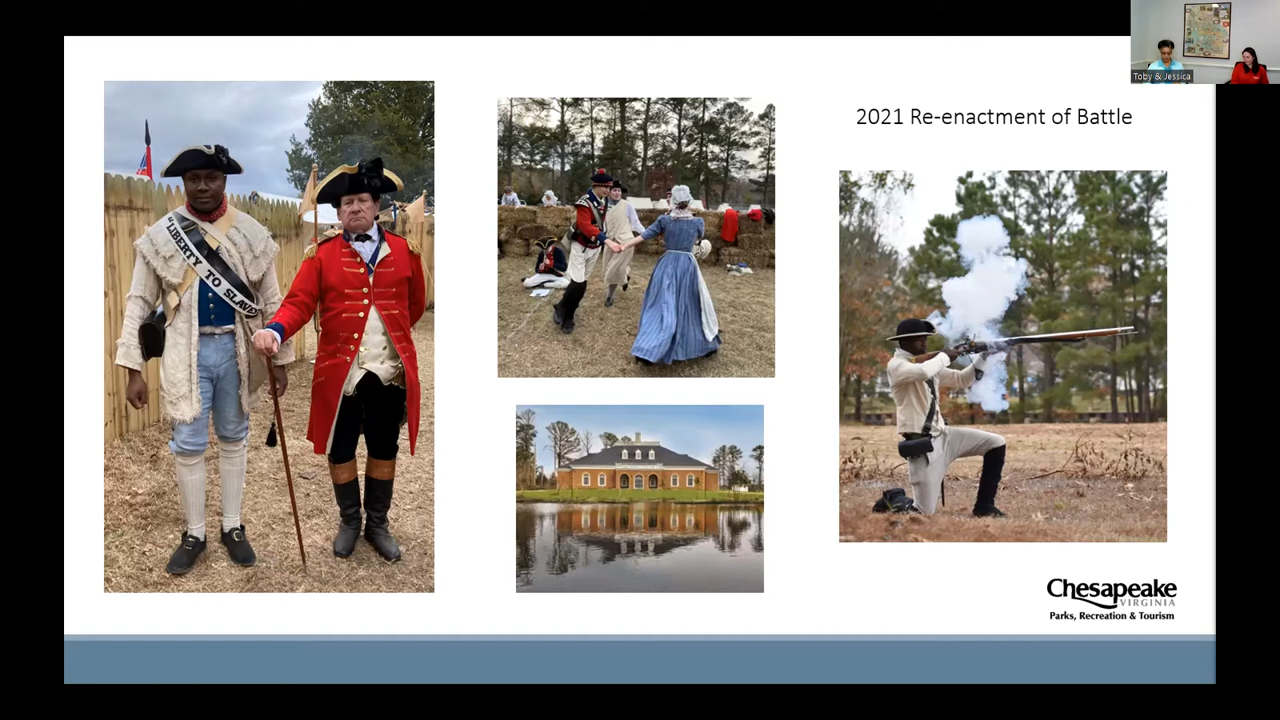 Toby & Jessica
2021 Re-enactment of Battle
"LIBERTY TO SLAVES
Chesapeake
VIRGINIA
Parks, Recreation & Tourism